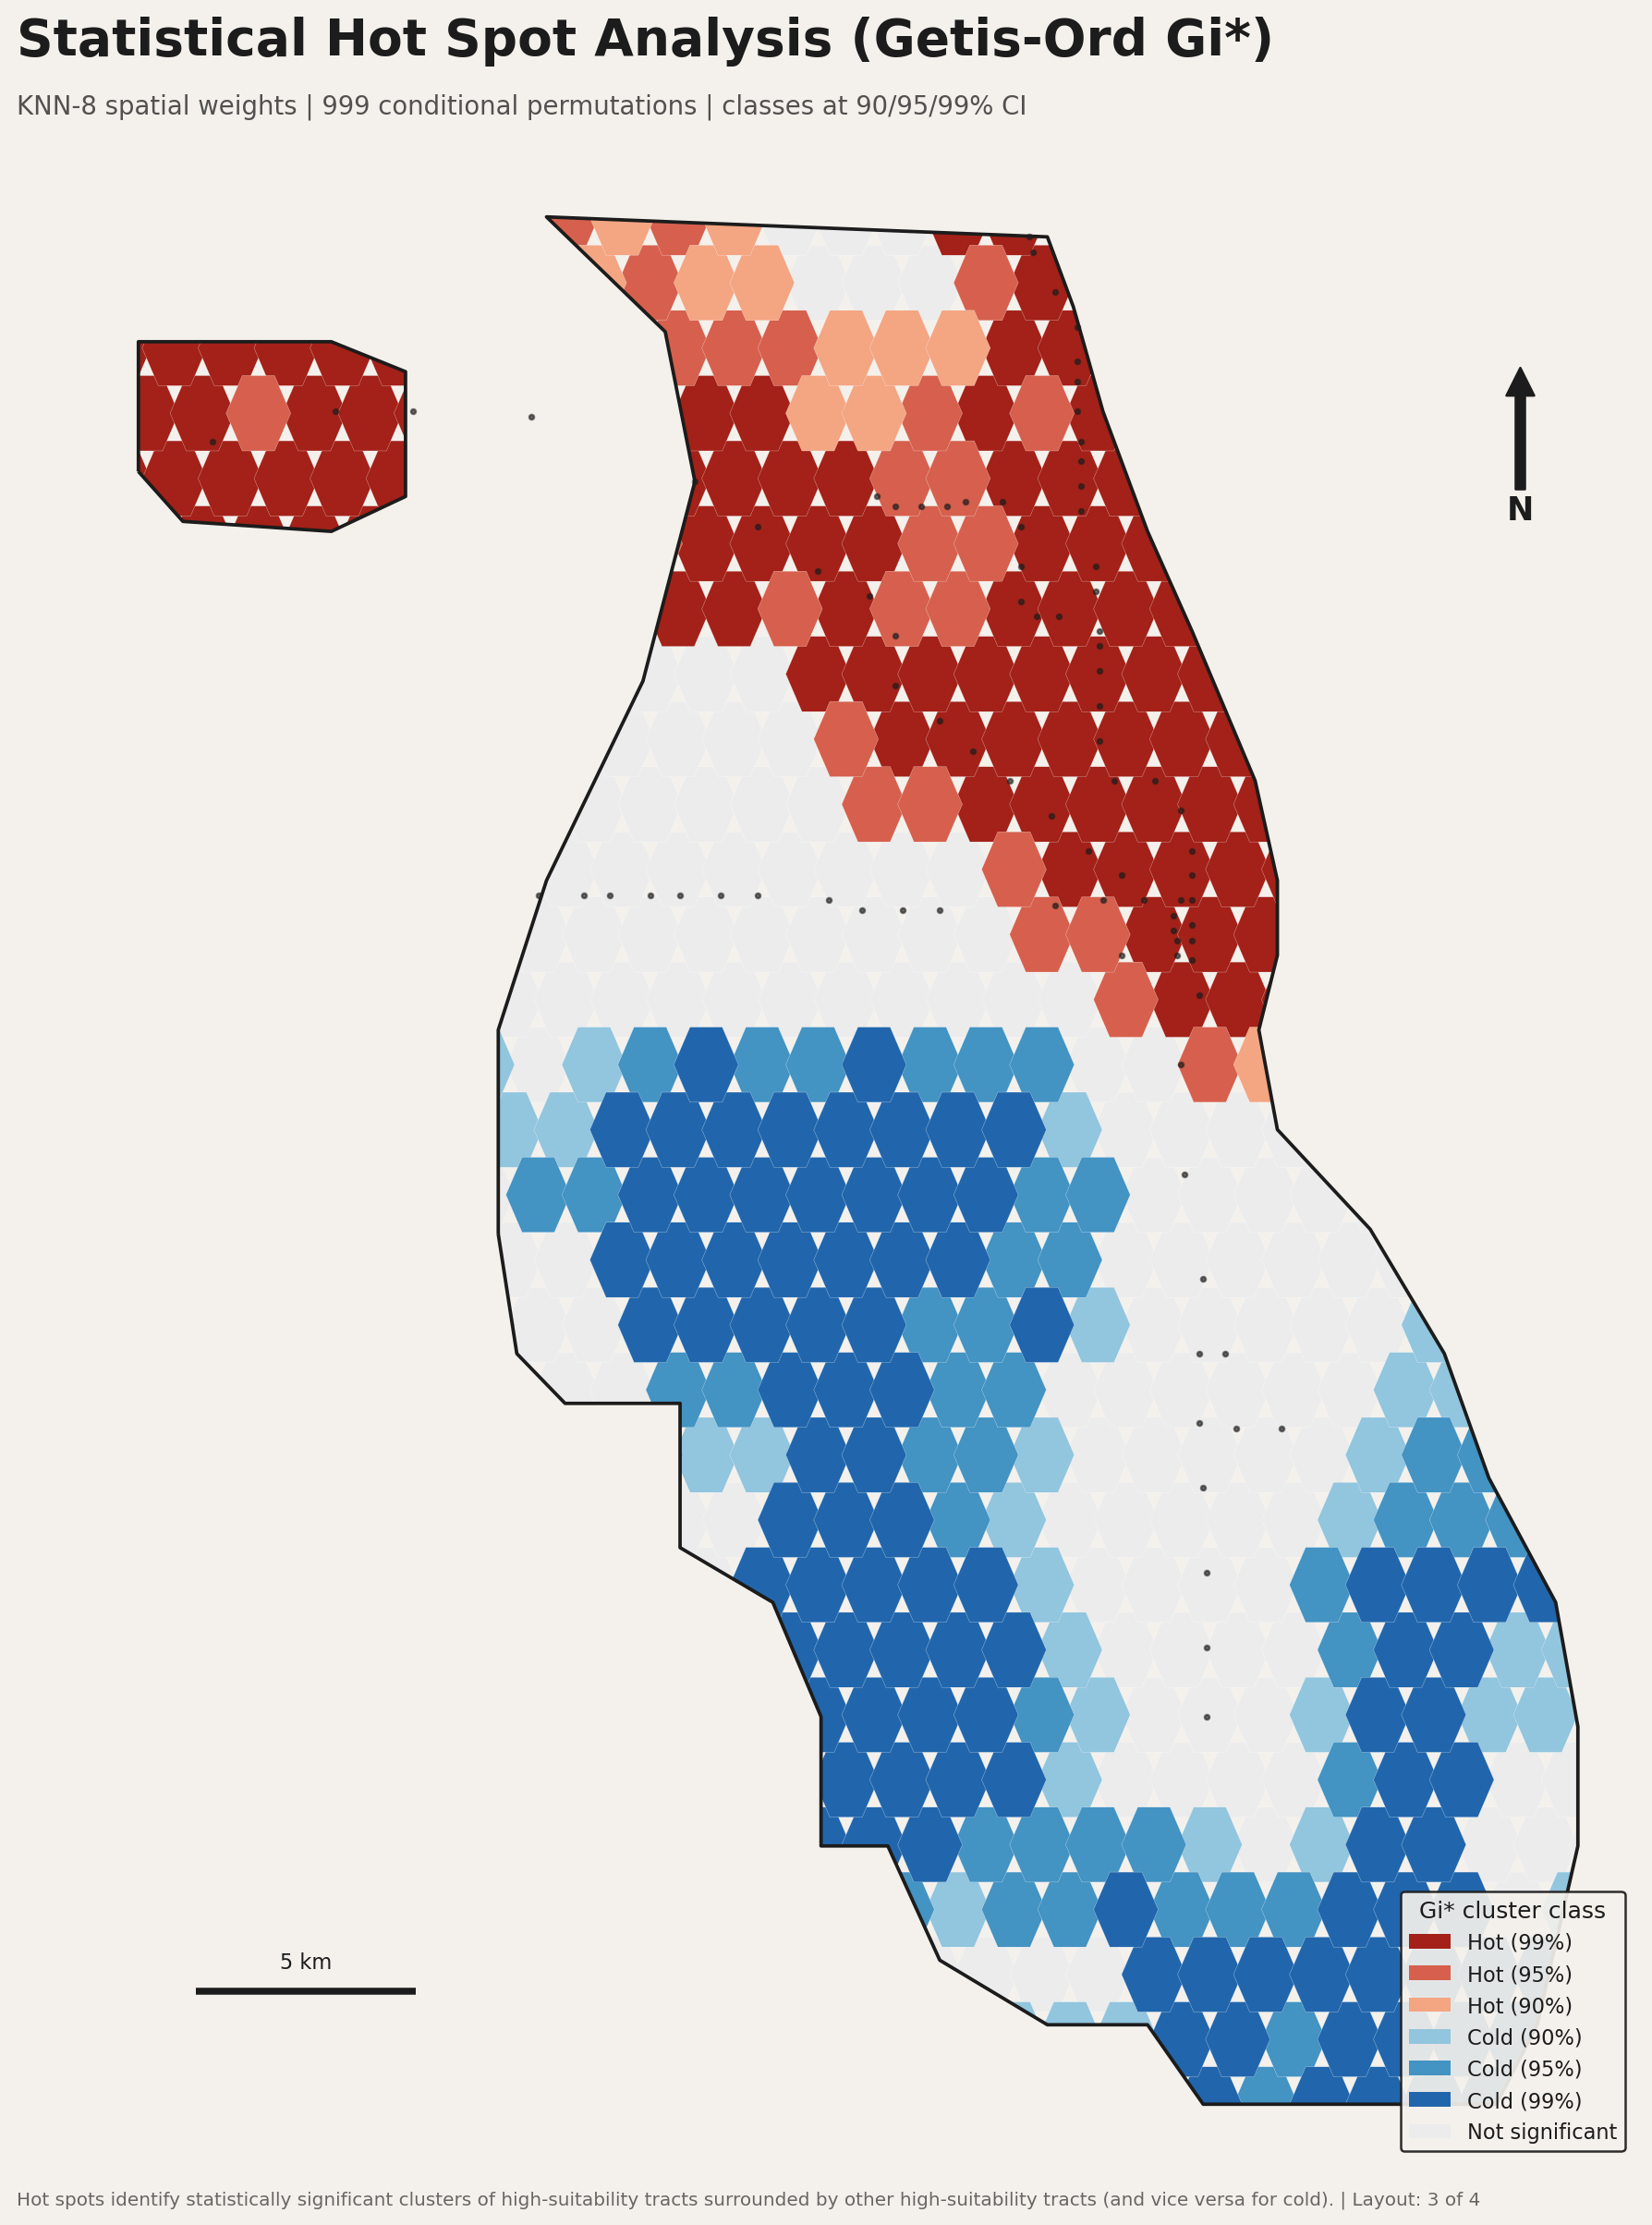 Statistical Hot Spot Analysis (Getis-Ord Gi*)
KNN-8 spatial weights | 999 conditional permutations | classes at 90/95/99% CI
N
5 km
Gi* cluster class
Hot (99%)
Hot (95%)
Hot (90%)
Cold (90%)
Cold (95%)
Cold (99%)
Not significant
Hot spots identify statistically significant clusters of high-suitability tracts surrounded by other high-suitability tracts (and vice versa for cold). | Layout: 3 of 4